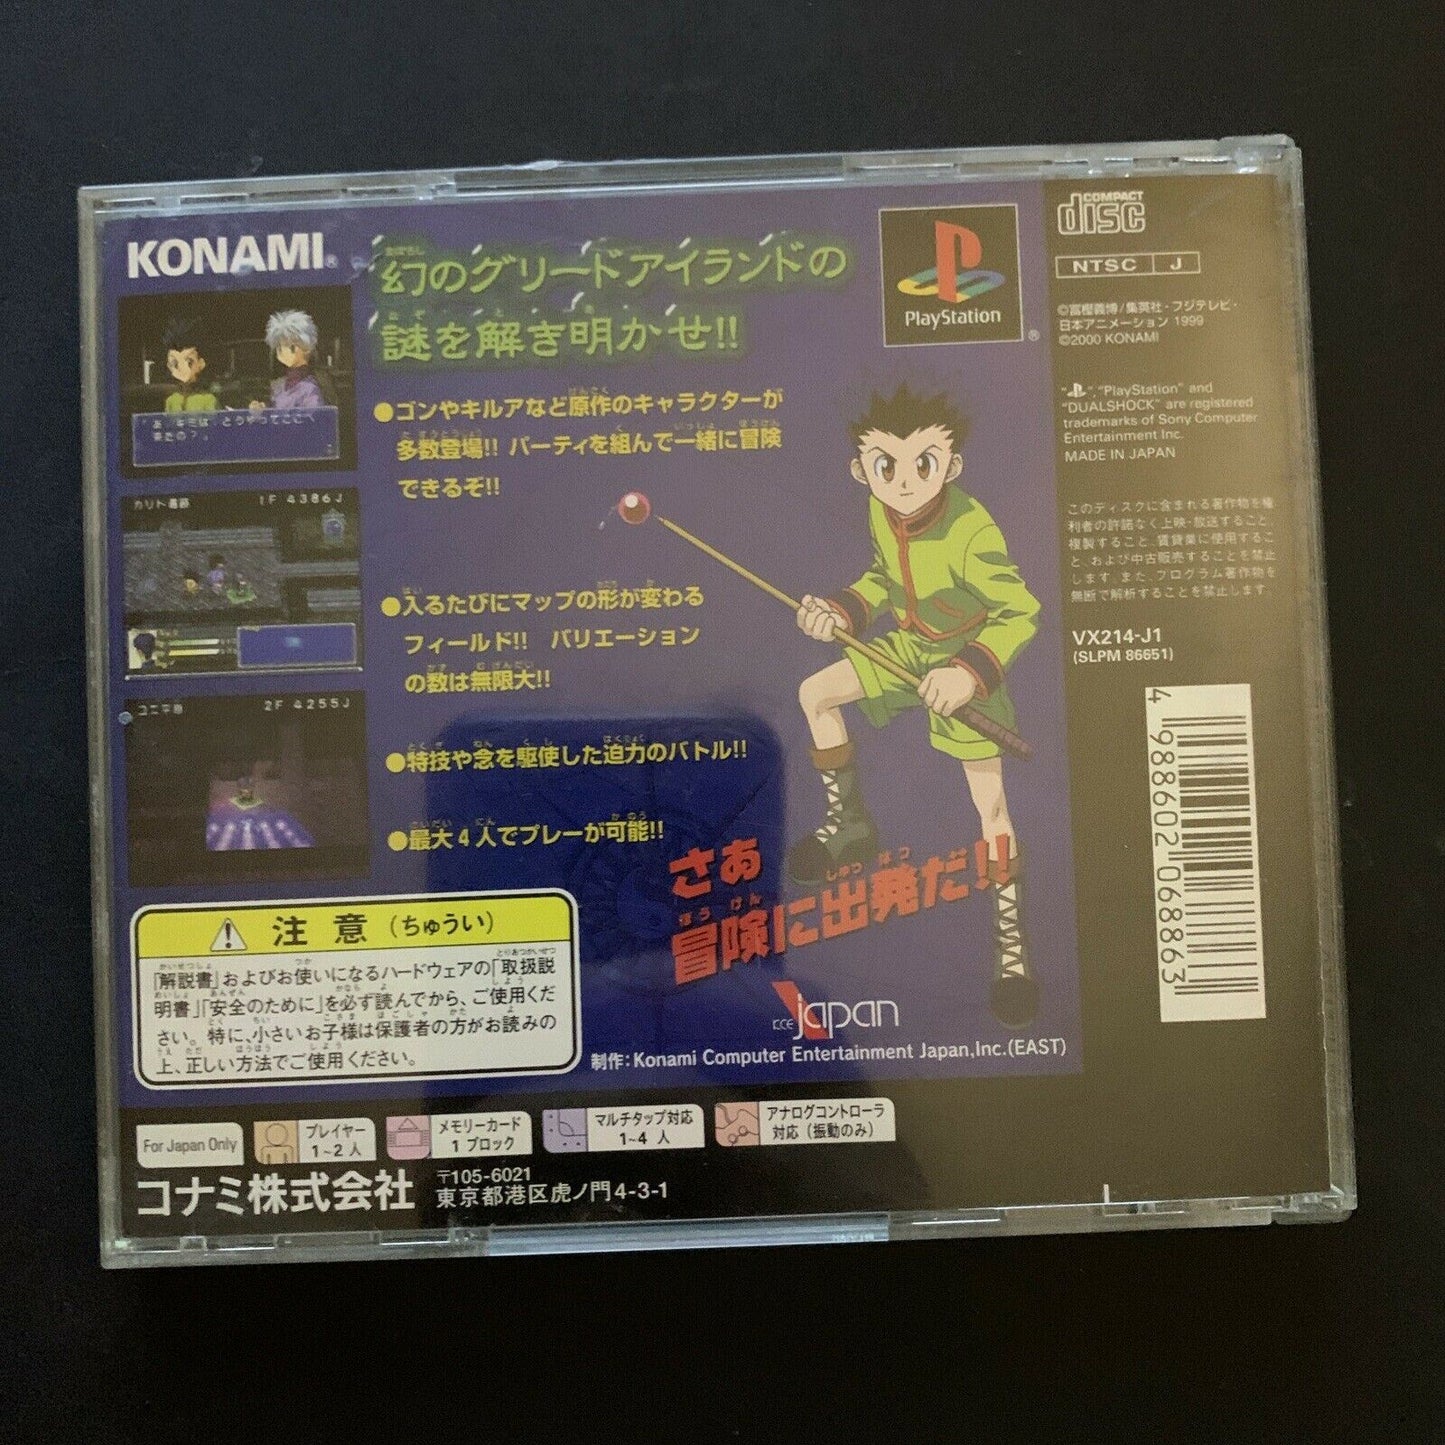 KONAMI®
幻のグリードアイランドの
謎を解き明かせ!!
●ゴンやキルアなど原作のキャラクターが
多数登場!! パーティを組んで一緒に冒険
できるぞ!!
●入るたびにマップの形が変わる
フィールド!! バリエーション
の数は無限大!!
●特技や念を駆使した迫力のバトル!!
●最大4人でプレーが可能!!
さぁ
冒険に出発だ!!
1F 4386J
2F 4255J
注意(ちゅうい)
「解説書」およびお使いになるハードウェアの「取扱説
明書」「安全のために」を必ず読んでから、ご使用くだ
さい。特に、小さいお子様は保護者の方がお読みの
上、正しい方法でご使用ください。
KCE japan
制作:Konami Computer Entertainment Japan,Inc.(EAST)
For Japan Only
プレイヤー
1~2 人
メモリーカード
1 ブロック
マルチタップ対応
1~4 人
アナログコントローラ
対応(振動のみ)
コナミ株式会社
〒105-6021
東京都港区虎ノ門4-3-1
PlayStation
®
COMPACT
disc
NTSC J
©冨樫義博/集英社・フジテレビ・
日本アニメーション 1999
©2000 KONAMI
" ", "PlayStation" and
"DUALSHOCK" are registered
trademarks of Sony Computer
Entertainment Inc.
MADE IN JAPAN
このディスクに含まれる著作物を権
利者の許諾なく上映・放送すること、
複製すること、賃貸業に使用するこ
と、および中古販売することを禁止
します。また、プログラム著作物を
無断で解析することを禁止します。
VX214-J1
(SLPM 86651)
4 988602 068863